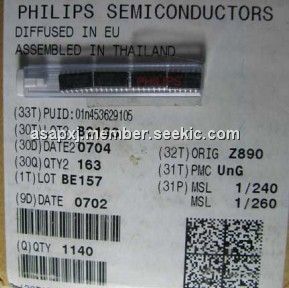 PHILIPS SEMICONDUCTORS
DIFFUSED IN EU
ASSEMBLED IN THAILAND
PHILIPS
(33T) PUID:01n453629105
asapxp.member.seekic.com
(30D) DATE2 0704
(32T) ORIG Z890
(30Q) QTY2 163
(31T) PMC UnG
(1T) LOT BE157
(31P) MSL 1/240
MSL 1/260
(9D) DATE 0702
(Q) QTY 1140